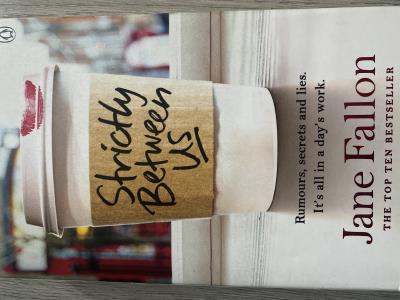 Strictly
Between
Us
Rumours, secrets and lies.
It's all in a day's work.
Jane Fallon
THE TOP TEN BESTSELLER